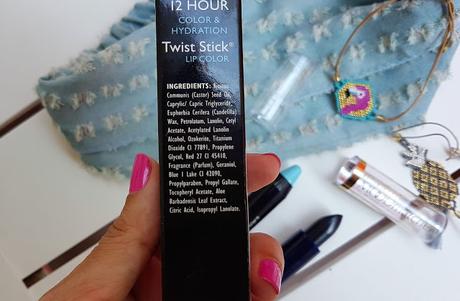 12 HOUR
COLOR &
HYDRATION
Twist Stick®
LIP COLOR
INGREDIENTS: Ricinus
Communis (Castor) Seed Oil,
Caprylic/ Capric Triglyceride,
Euphorbia Cerifera (Candelilla)
Wax, Petrolatum, Lanolin, Cetyl
Acetate, Acetylated Lanolin
Alcohol, Ozokerite, Titanium
Dioxide CI 77891, Propylene
Glycol, Red 27 CI 45410,
Fragrance (Parfum), Geraniol,
Blue 1 Lake CI 42090,
Propylparaben, Propyl Gallate,
Tocopheryl Acetate, Aloe
Barbadensis Leaf Extract,
Citric Acid, Isopropyl Lanolate.